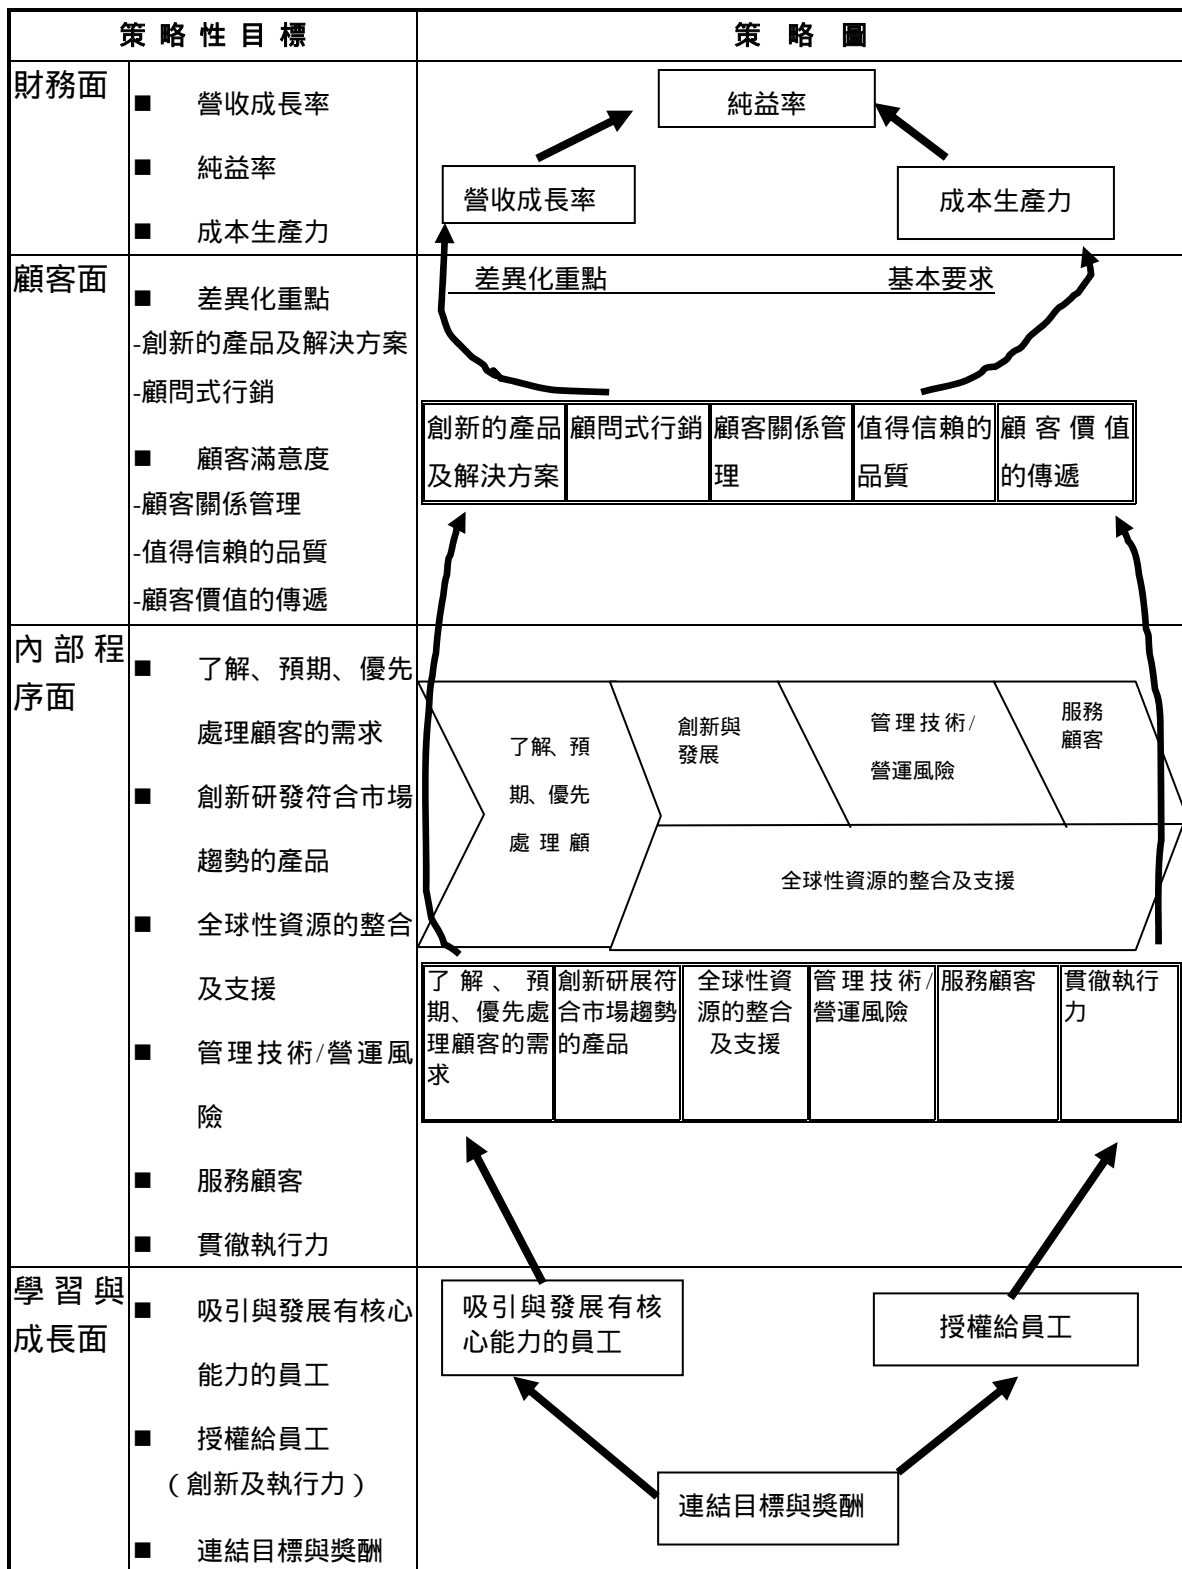 策略性目標
策略圖
財務面
■ 營收成長率
■ 純益率
■ 成本生產力
純益率
營收成長率
成本生產力
顧客面
■ 差異化重點
-創新的產品及解決方案
-顧問式行銷
■ 顧客滿意度
-顧客關係管理
-值得信賴的品質
-顧客價值的傳遞
差異化重點
基本要求
創新的產品
及解決方案
顧問式行銷
顧客關係管
理
值得信賴的
品質
顧客價值
的傳遞
內部程
序面
■ 了解、預期、優先
處理顧客的需求
■ 創新研發符合市場
趨勢的產品
■ 全球性資源的整合
及支援
■ 管理技術/營運風
險
■ 服務顧客
■ 貫徹執行力
了解、預
期、優先
處理顧
創新與
發展
管理技術/
營運風險
服務
顧客
全球性資源的整合及支援
了解、預
期、優先處
理顧客的需
求
創新研展符
合市場趨勢
的產品
全球性資
源的整合
及支援
管理技術/
營運風險
服務顧客
貫徹執行
力
學習與
成長面
■ 吸引與發展有核心
能力的員工
■ 授權給員工
（創新及執行力）
■ 連結目標與獎酬
吸引與發展有核
心能力的員工
授權給員工
連結目標與獎酬